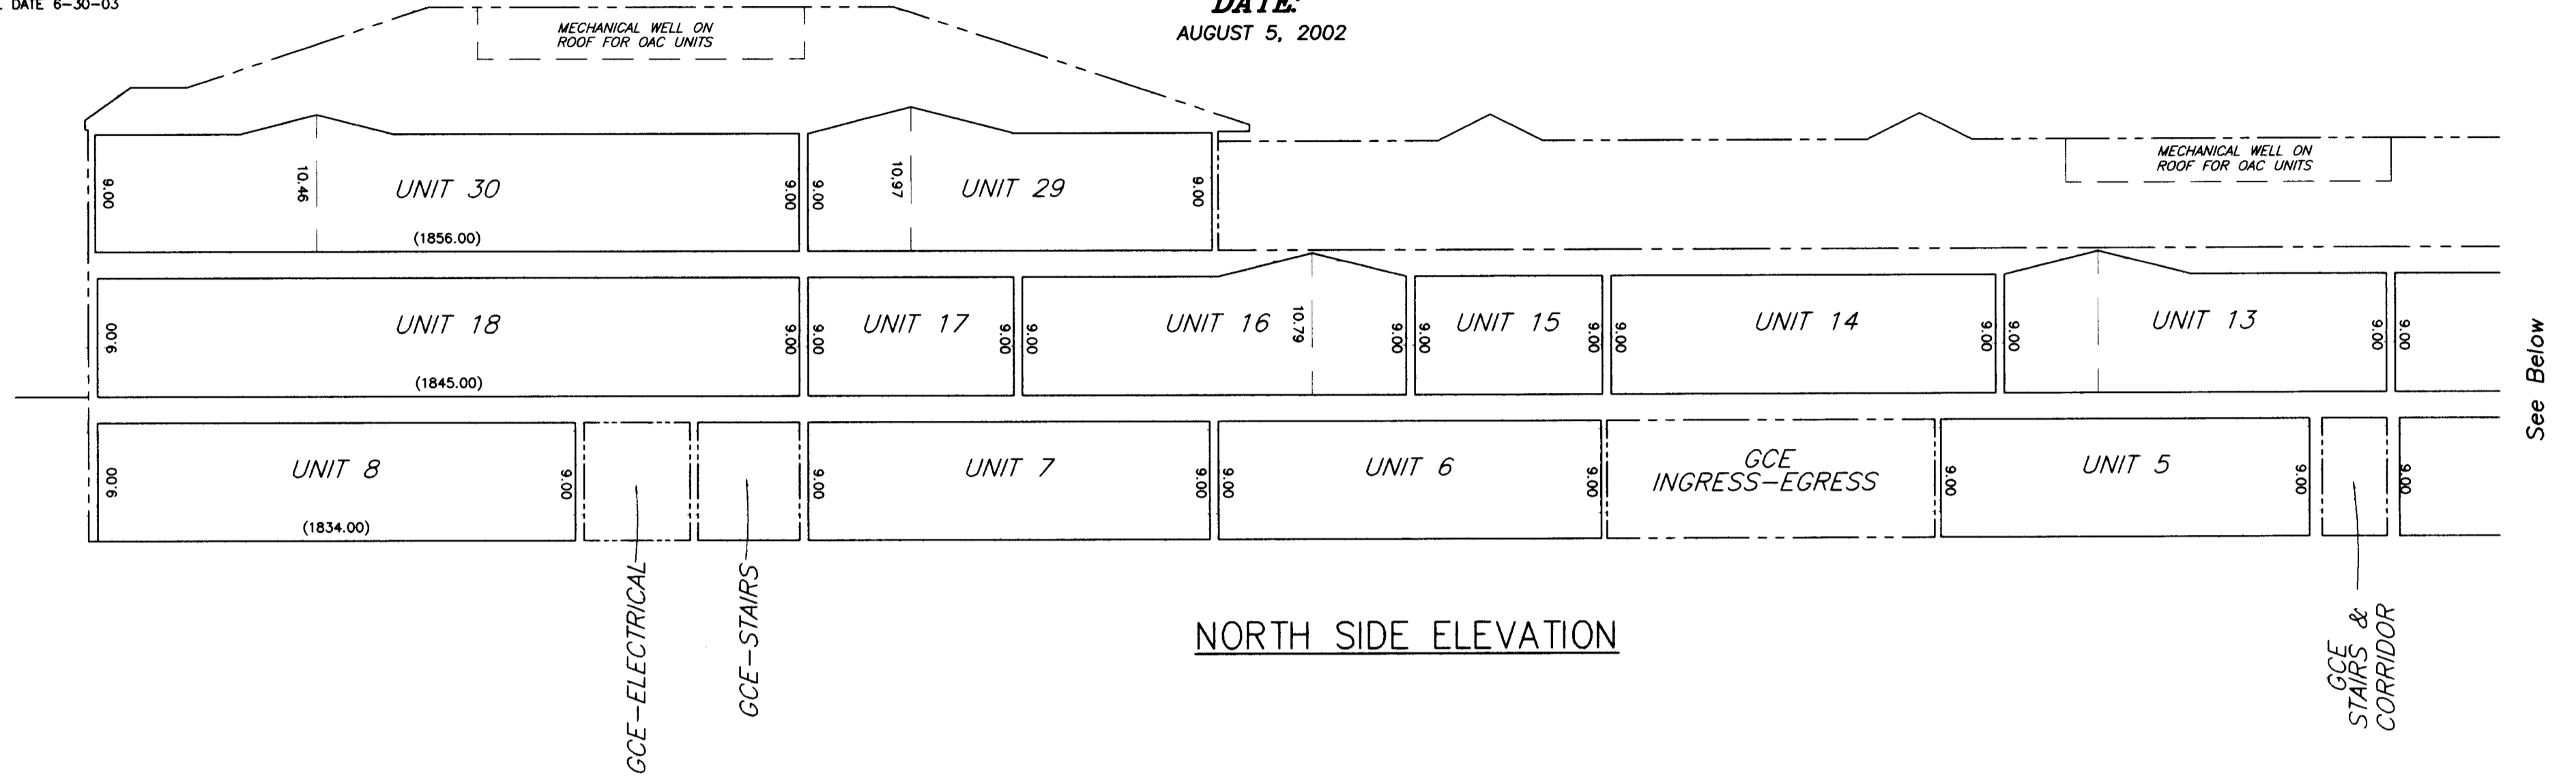 DATE 6-30-03
DATE:
AUGUST 5, 2002
MECHANICAL WELL ON
ROOF FOR OAC UNITS
MECHANICAL WELL ON
ROOF FOR OAC UNITS
9.00
10.46
UNIT 30
(1856.00)
9.00
9.00
10.97
UNIT 29
9.00
9.00
UNIT 18
(1845.00)
9.00
9.00
UNIT 17
9.00
9.00
UNIT 16
10.79
9.00
9.00
UNIT 15
9.00
9.00
UNIT 14
9.00
9.00
UNIT 13
9.00
9.00
See Below
9.00
UNIT 8
(1834.00)
9.00
9.00
UNIT 7
9.00
9.00
UNIT 6
9.00
GCE
INGRESS-EGRESS
9.00
UNIT 5
9.00
9.00
GCE-ELECTRICAL
GCE-STAIRS
NORTH SIDE ELEVATION
GCE
STAIRS &
CORRIDOR